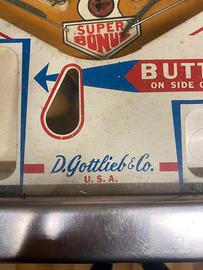 SUPER
BONUS
BUTT
ON SIDE O
D. Gottlieb & Co.
U. S. A.